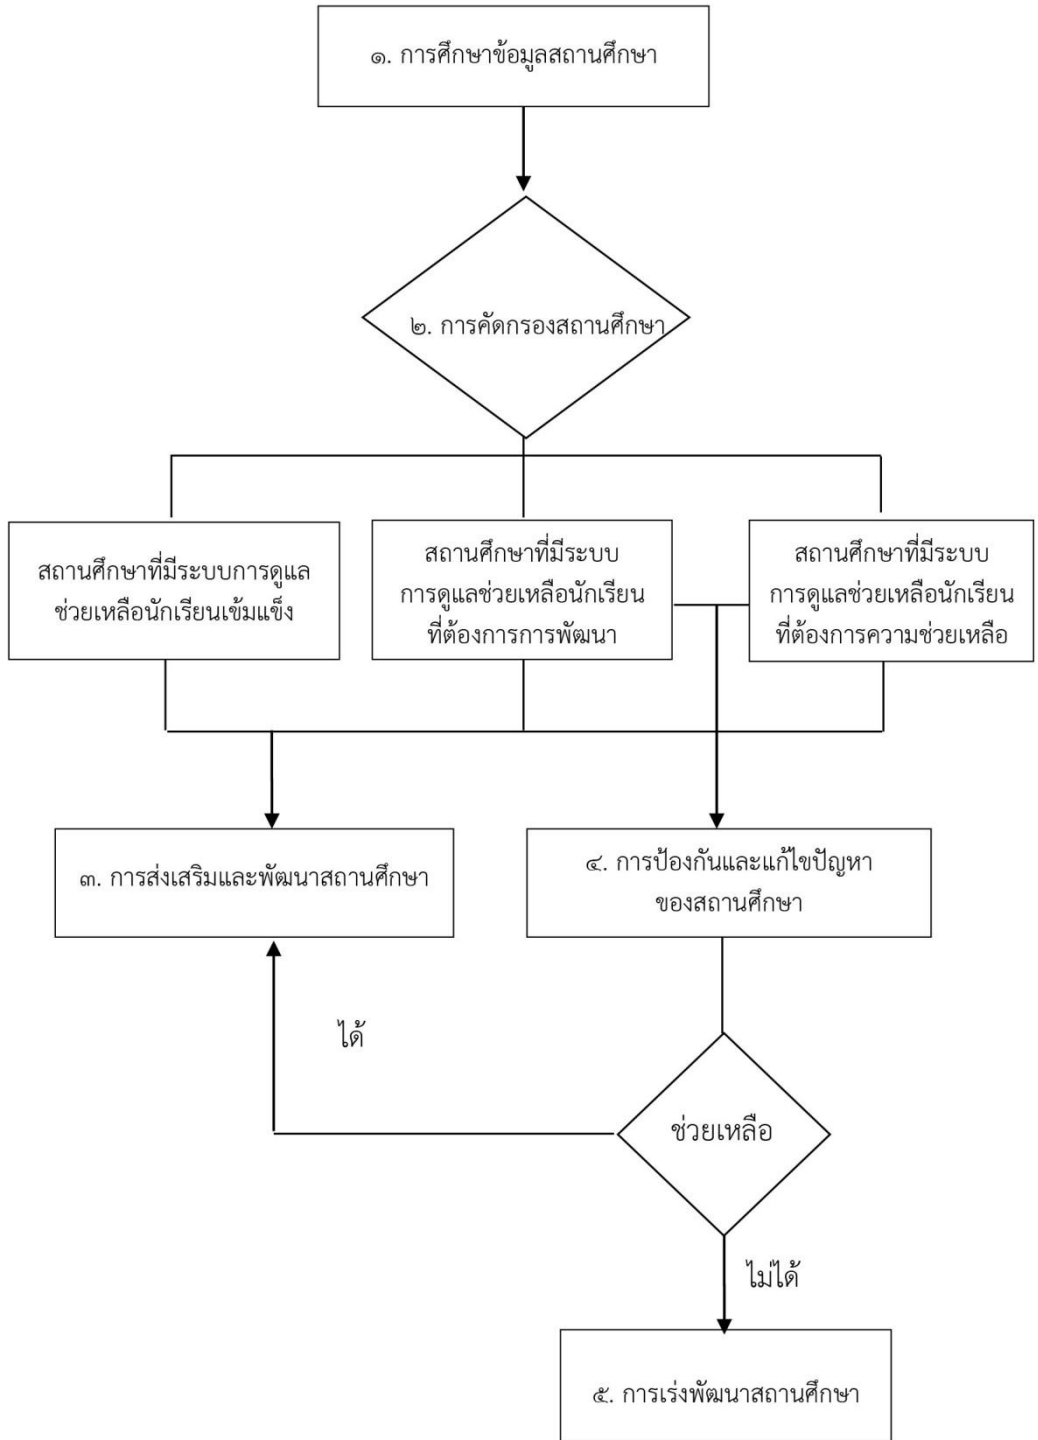 ๑. การศึกษาข้อมูลสถานศึกษา
๒. การคัดกรองสถานศึกษา
สถานศึกษาที่มีระบบการดูแล
ช่วยเหลือนักเรียนเข้มแข็ง
สถานศึกษาที่มีระบบ
การดูแลช่วยเหลือนักเรียน
ที่ต้องการการพัฒนา
สถานศึกษาที่มีระบบ
การดูแลช่วยเหลือนักเรียน
ที่ต้องการความช่วยเหลือ
๓. การส่งเสริมและพัฒนาสถานศึกษา
๔. การป้องกันและแก้ไขปัญหา
ของสถานศึกษา
ได้
ช่วยเหลือ
ไม่ได้
๕. การเร่งพัฒนาสถานศึกษา